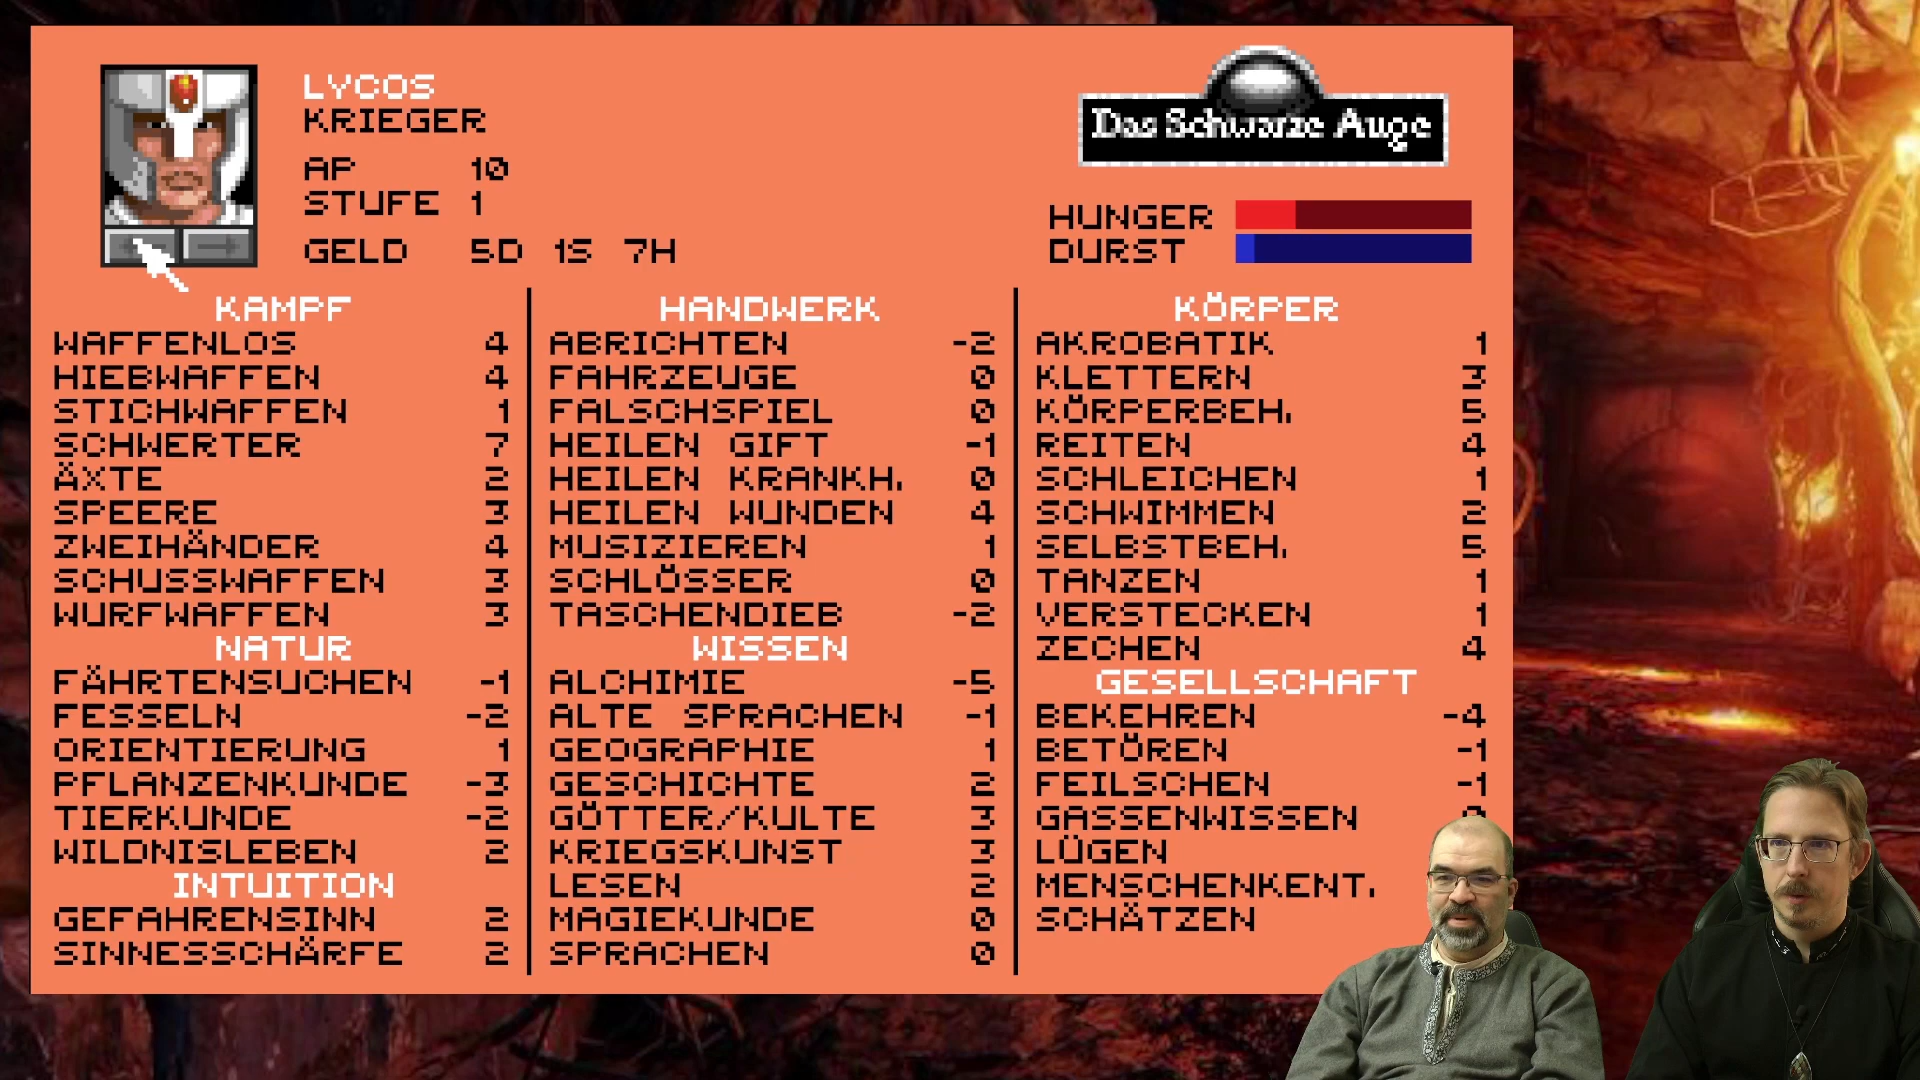 LYCOS
KRIEGER
AP 10
STUFE 1
GELD 5D 1S 7H
Das Schwarze Auge
HUNGER
DURST
KAMPF
WAFFENLOS 4
HIEBWAFFEN 4
STICHWAFFEN 1
SCHWERTER 7
ÄXTE 2
SPEERE 3
ZWEIHÄNDER 4
SCHUSSWAFFEN 3
WURFWAFFEN 3
NATUR
FÄHRTENSUCHEN -1
FESSELN -2
ORIENTIERUNG 1
PFLANZENKUNDE -3
TIERKUNDE -2
WILDNISLEBEN 2
INTUITION
GEFAHRENSINN 2
SINNESSCHÄRFE 2
HANDWERK
ABRICHTEN -2
FAHRZEUGE 0
FALSCHSPIEL 0
HEILEN GIFT -1
HEILEN KRANKH. 0
HEILEN WUNDEN 4
MUSIZIEREN 1
SCHLÖSSER 0
TASCHENDIEB -2
WISSEN
ALCHIMIE -5
ALTE SPRACHEN -1
GEOGRAPHIE 1
GESCHICHTE 2
GÖTTER/KULTE 3
KRIEGSKUNST 3
LESEN 2
MAGIEKUNDE 0
SPRACHEN 0
KÖRPER
AKROBATIK 1
KLETTERN 3
KÖRPERBEH. 5
REITEN 4
SCHLEICHEN 1
SCHWIMMEN 2
SELBSTBEH. 5
TANZEN 1
VERSTECKEN 1
ZECHEN 4
GESELLSCHAFT
BEKEHREN -4
BETÖREN -1
FEILSCHEN -1
GASSENWISSEN
LÜGEN
MENSCHENKENT.
SCHÄTZEN